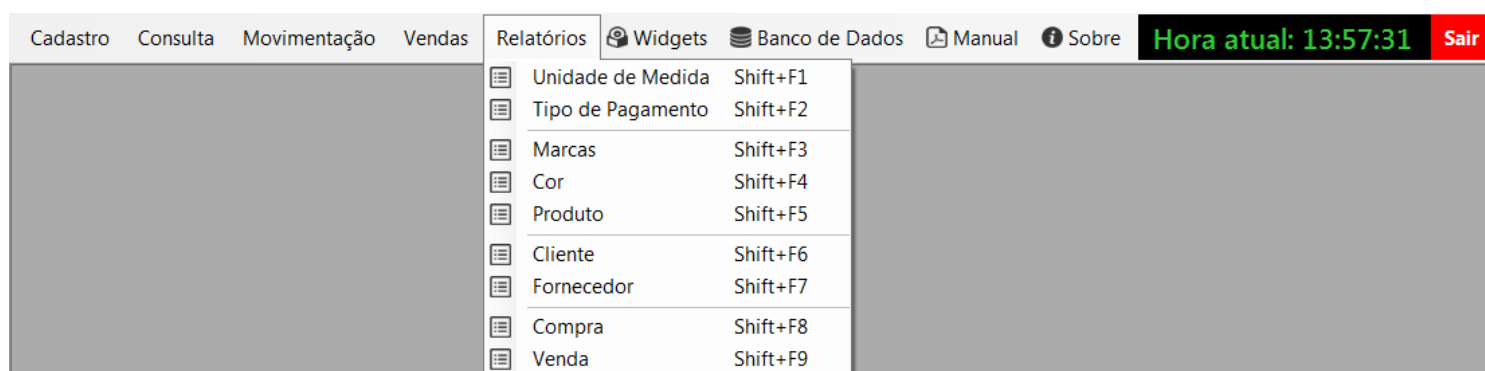 Cadastro Consulta Movimentação Vendas Relatórios Widgets Banco de Dados Manual Sobre Hora atual: 13:57:31 Sair
Unidade de Medida Shift+F1
Tipo de Pagamento Shift+F2
Marcas Shift+F3
Cor Shift+F4
Produto Shift+F5
Cliente Shift+F6
Fornecedor Shift+F7
Compra Shift+F8
Venda Shift+F9